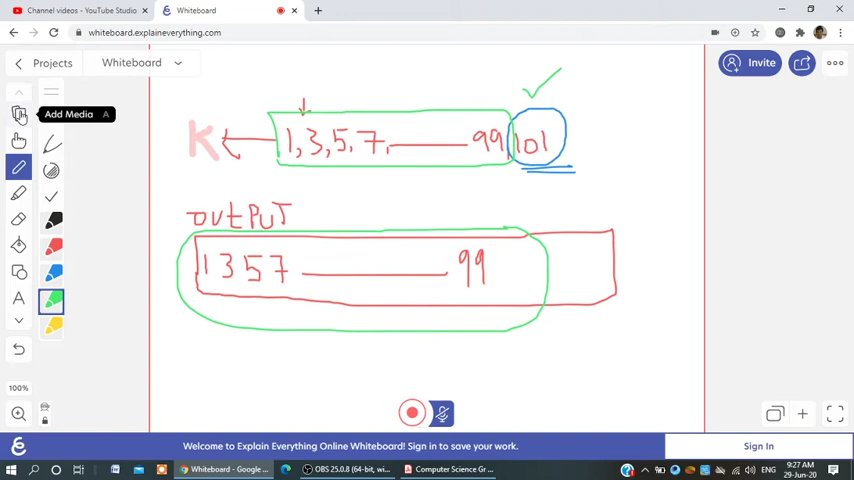 Channel videos - YouTube Studio
Whiteboard
whiteboard.explaineverything.com
Projects
Whiteboard
Invite
Add Media A
K 1, 3, 5, 7, 99, 101
OUTPUT
1 3 5 7 99
A
100%
Welcome to Explain Everything Online Whiteboard! Sign in to save your work.
Sign In
Whiteboard - Google ...
OBS 25.0.8 (64-bit, w...
Computer Science Gr ...
ENG
9:27 AM
29-Jun-20